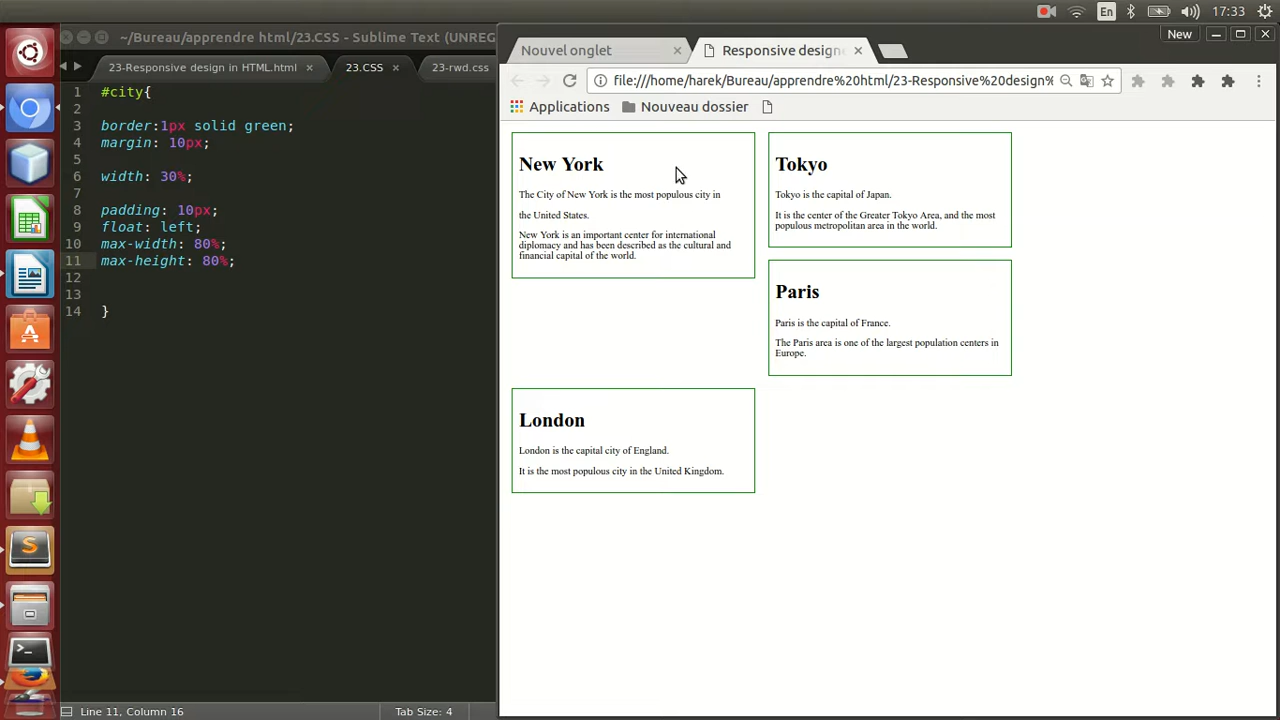 En
17:33
~/Bureau/apprendre html/23.CSS - Sublime Text (UNREG
New
23-Responsive design in HTML.html
23.CSS
23-rwd.css
Nouvel onglet
Responsive design
file:///home/harek/Bureau/apprendre%20html/23-Responsive%20design%
Applications
Nouveau dossier
1 #city{
2
3 border:1px solid green;
4 margin: 10px;
5
6 width: 30%;
7
8 padding: 10px;
9 float: left;
10 max-width: 80%;
11 max-height: 80%;
12
13
14 }
New York
The City of New York is the most populous city in
the United States.
New York is an important center for international
diplomacy and has been described as the cultural and
financial capital of the world.
Tokyo
Tokyo is the capital of Japan.
It is the center of the Greater Tokyo Area, and the most
populous metropolitan area in the world.
Paris
Paris is the capital of France.
The Paris area is one of the largest population centers in
Europe.
London
London is the capital city of England.
It is the most populous city in the United Kingdom.
Line 11, Column 16
Tab Size: 4